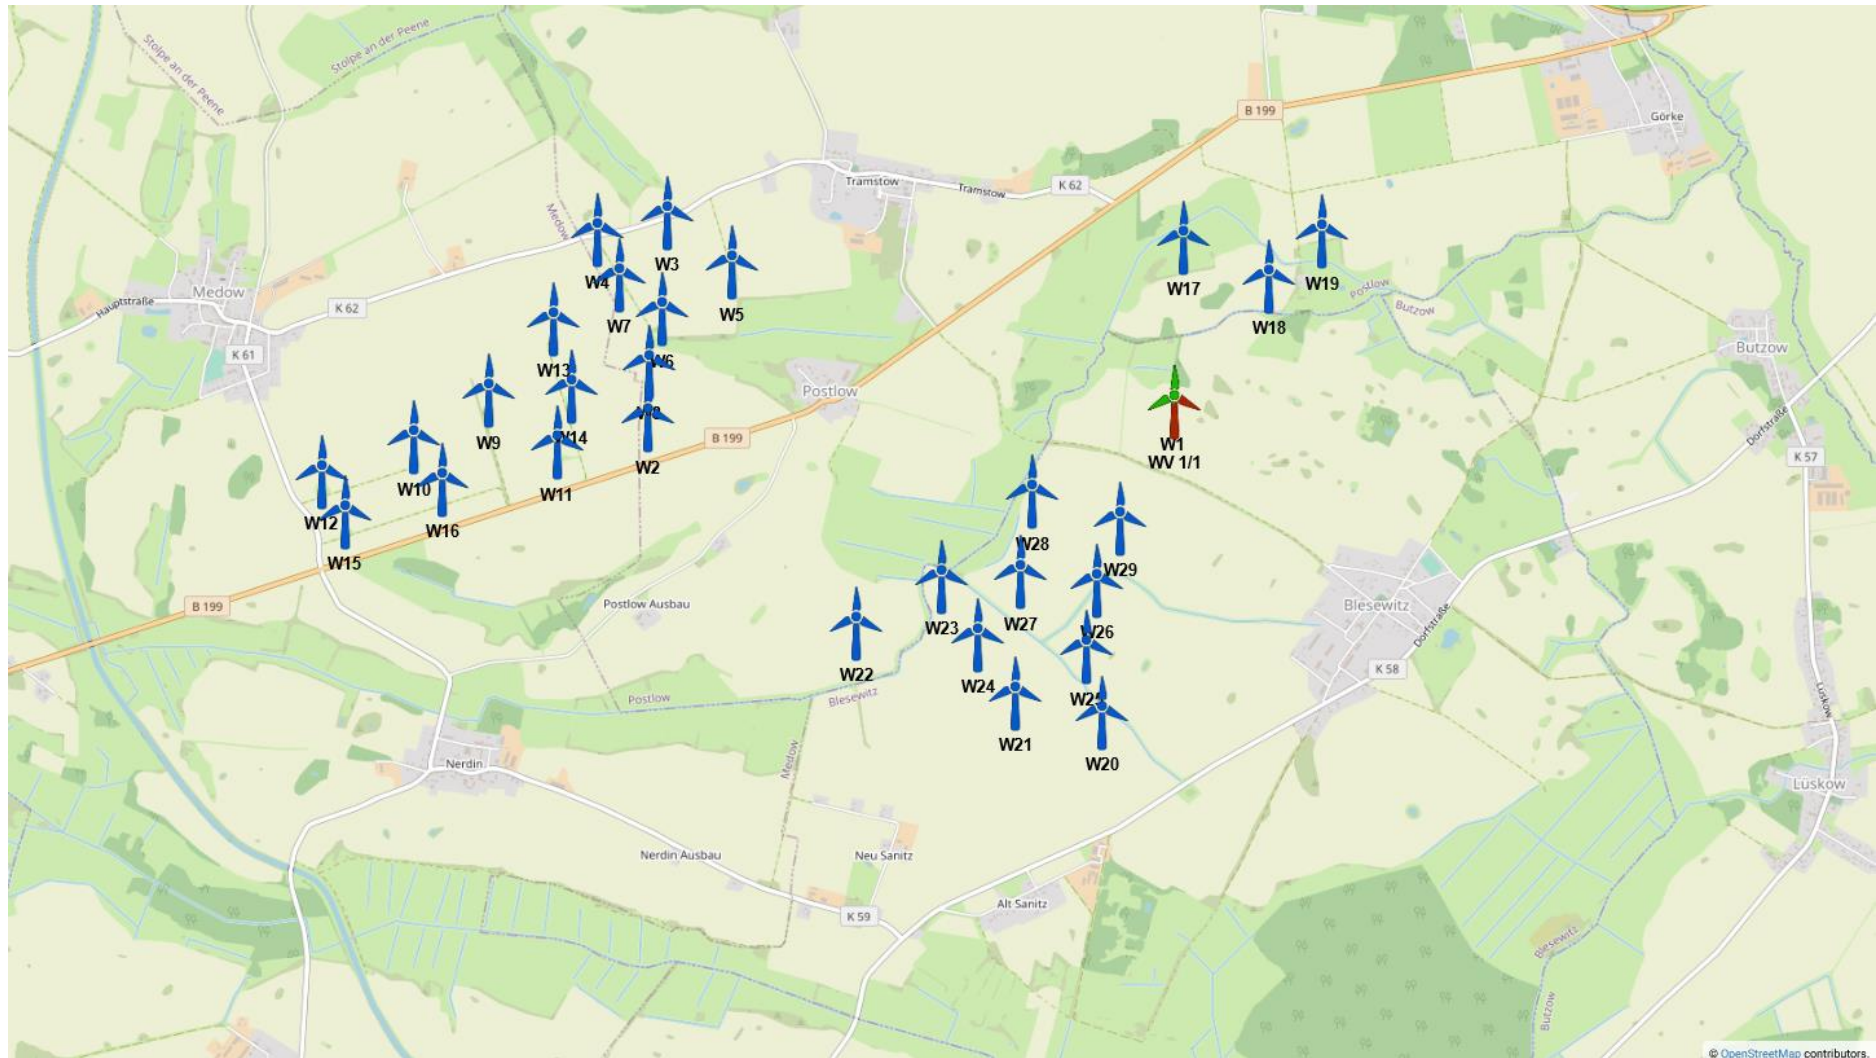 Stolpe an der Peene
Stolpe an der Peene
B 199
Görke
Tramstow
Tramstow
K 62
Medow
W3
W4
W5
W7
W17
W19
W18
Postlow
Butzow
Medow
Hauptstraße
K 62
K 61
W6
W13
Postlow
Butzow
W9
W14
W2
B 199
W1
WV 1/1
Dorfstraße
K 57
W10
W11
W12
W16
W15
W28
W29
B 199
Postlow Ausbau
W23
W27
W26
Blesewitz
Dorfstraße
W22
W24
W25
K 58
Postlow
Blesewitz
Lüskow
W21
W20
Nerdin
Medow
Lüskow
Nerdin Ausbau
Neu Sanitz
K 59
Alt Sanitz
Blesewitz
Butzow
© OpenStreetMap contributors.